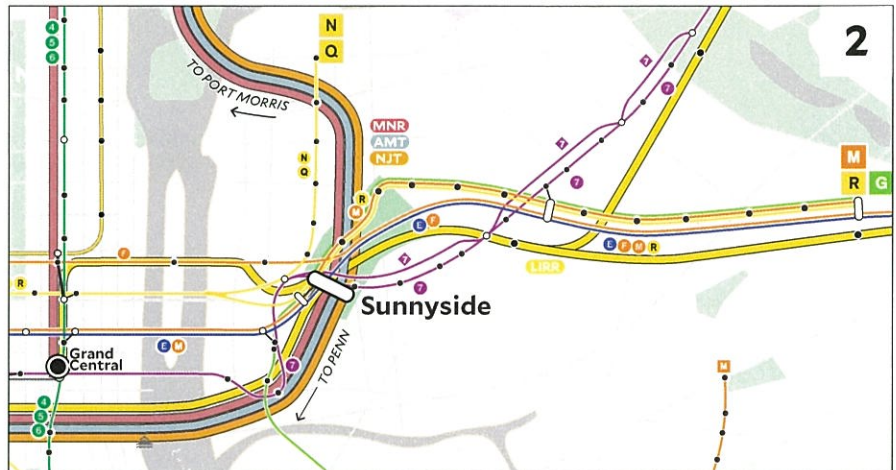 2
4
5
6
N
Q
TO PORT MORRIS
MNR
AMT
NJT
7
7
7
7
M
R
G
N
Q
R
M
E F
E F M R
F
7
7
LIRR
R
Sunnyside
E M
Grand
Central
7
TO PENN
M
4
5
6